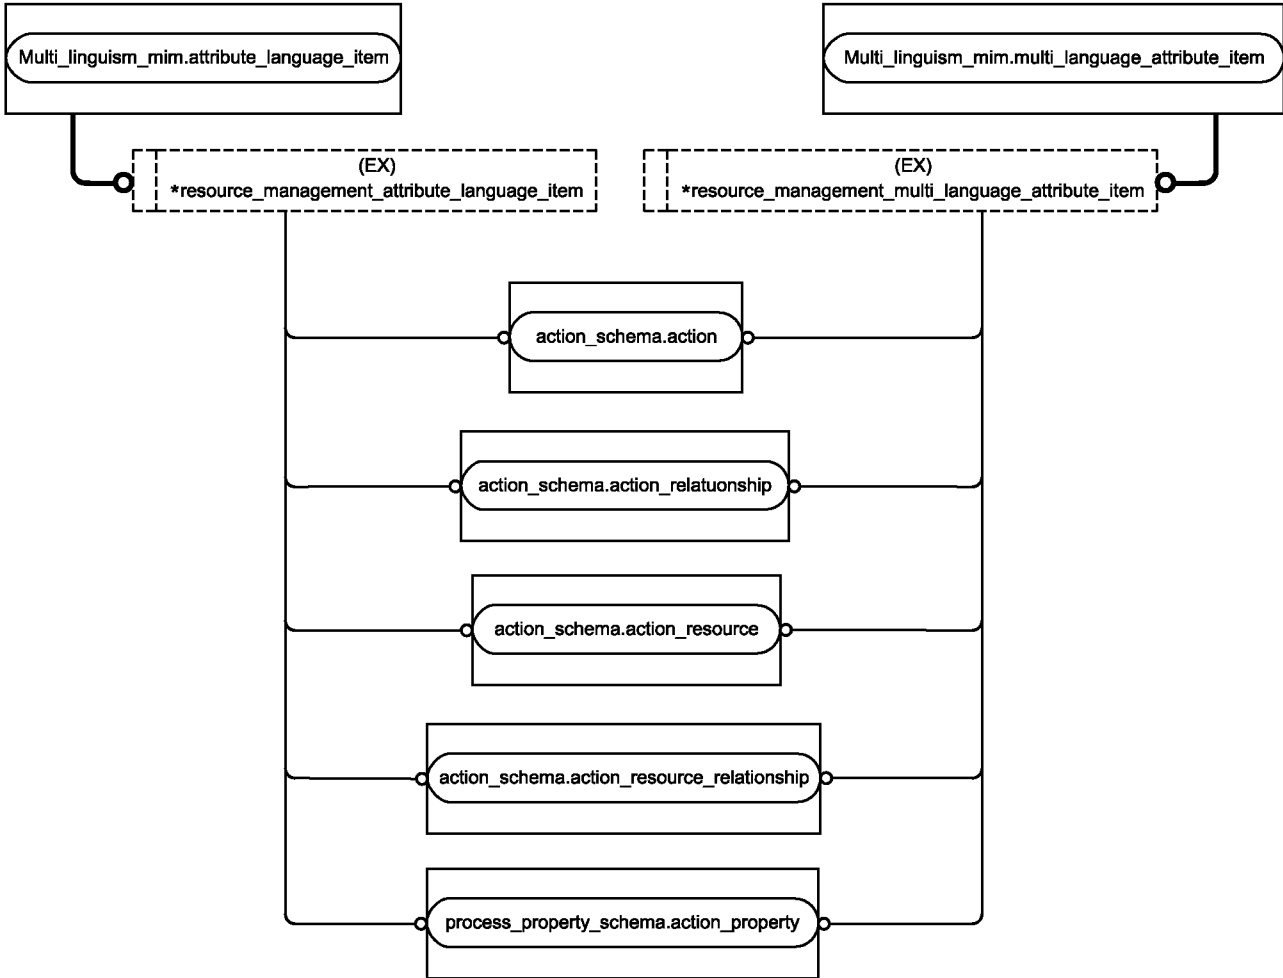 Multi_linguism_mim.attribute_language_item
Multi_linguism_mim.multi_language_attribute_item
(EX)
*resource_management_attribute_language_item
(EX)
*resource_management_multi_language_attribute_item
action_schema.action
action_schema.action_relatuonship
action_schema.action_resource
action_schema.action_resource_relationship
process_property_schema.action_property